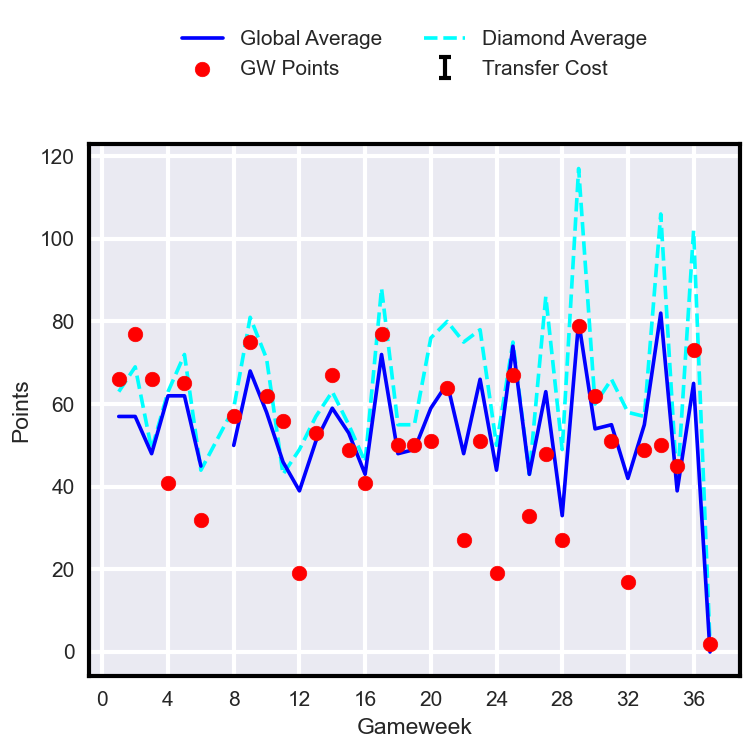 Global Average
Diamond Average
GW Points
Transfer Cost
120
100
80
60
40
20
0
Points
0 4 8 12 16 20 24 28 32 36
Gameweek